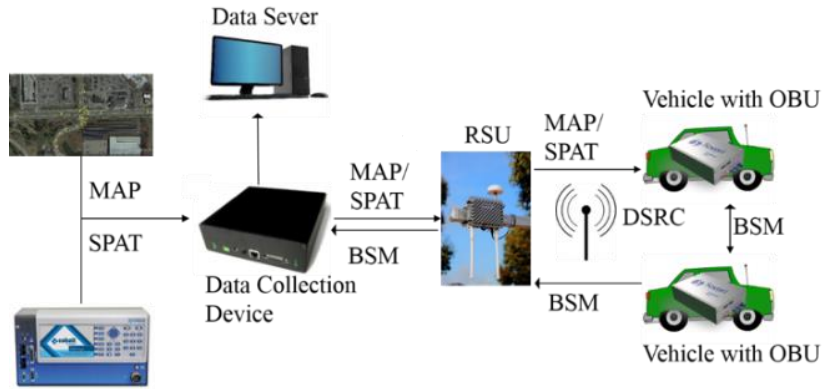 Data Sever
Vehicle with OBU
RSU
MAP/
SPAT
MAP
MAP/
SPAT
SPAT
DSRC
BSM
BSM
Data Collection
Device
BSM
Vehicle with OBU